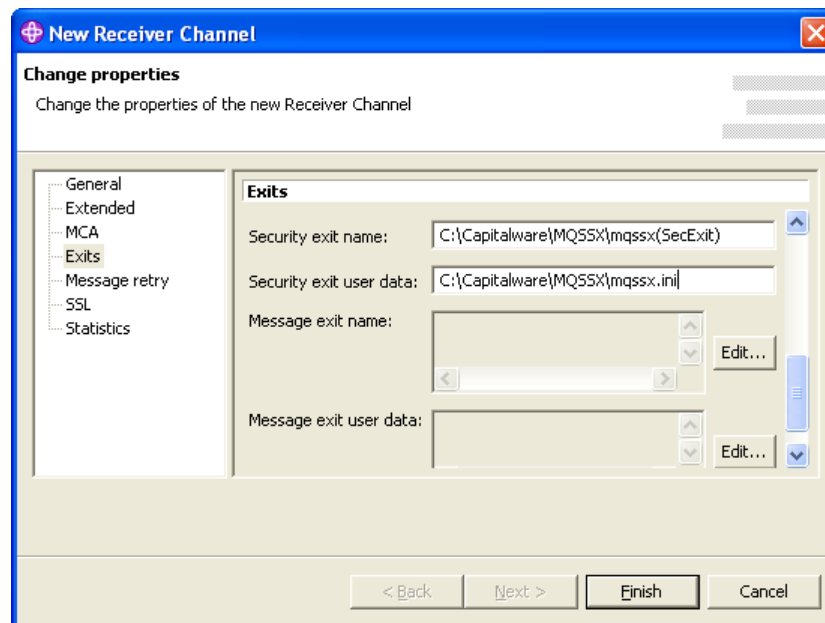 New Receiver Channel
Change properties
Change the properties of the new Receiver Channel
General
Extended
MCA
Exits
Message retry
SSL
Statistics
Exits
Security exit name: C:\Capitalware\MQSSX\mqssx(SecExit)
Security exit user data: C:\Capitalware\MQSSX\mqssx.ini
Message exit name:
Edit...
Message exit user data:
Edit...
< Back Next > Finish Cancel